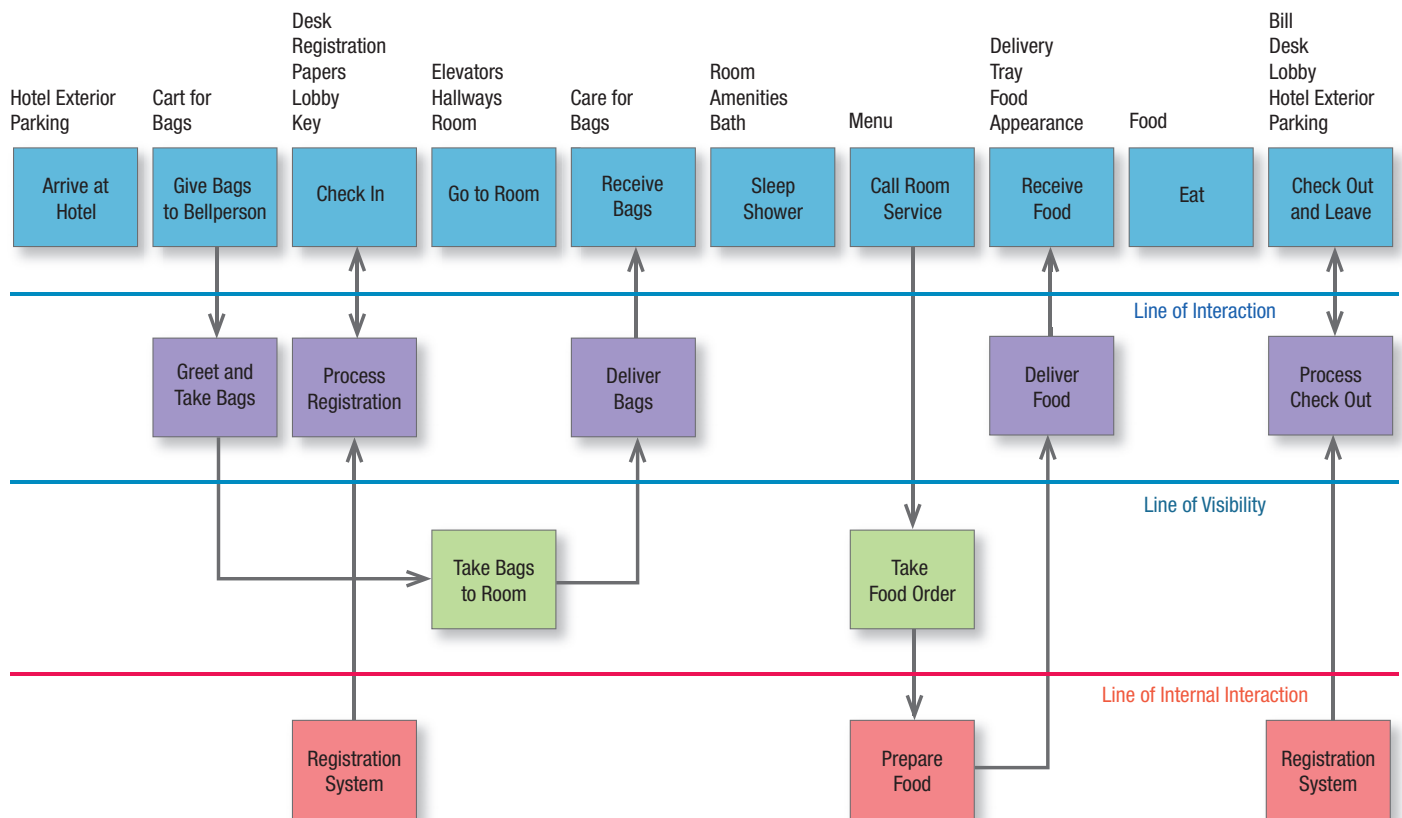 Hotel Exterior
Parking
Cart for
Bags
Desk
Registration
Papers
Lobby
Key
Elevators
Hallways
Room
Care for
Bags
Room
Amenities
Bath
Menu
Delivery
Tray
Food
Appearance
Food
Bill
Desk
Lobby
Hotel Exterior
Parking
Arrive at
Hotel
Give Bags
to Bellperson
Check In
Go to Room
Receive
Bags
Sleep
Shower
Call Room
Service
Receive
Food
Eat
Check Out
and Leave
Line of Interaction
Greet and
Take Bags
Process
Registration
Deliver
Bags
Deliver
Food
Process
Check Out
Line of Visibility
Take Bags
to Room
Take
Food Order
Line of Internal Interaction
Registration
System
Prepare
Food
Registration
System